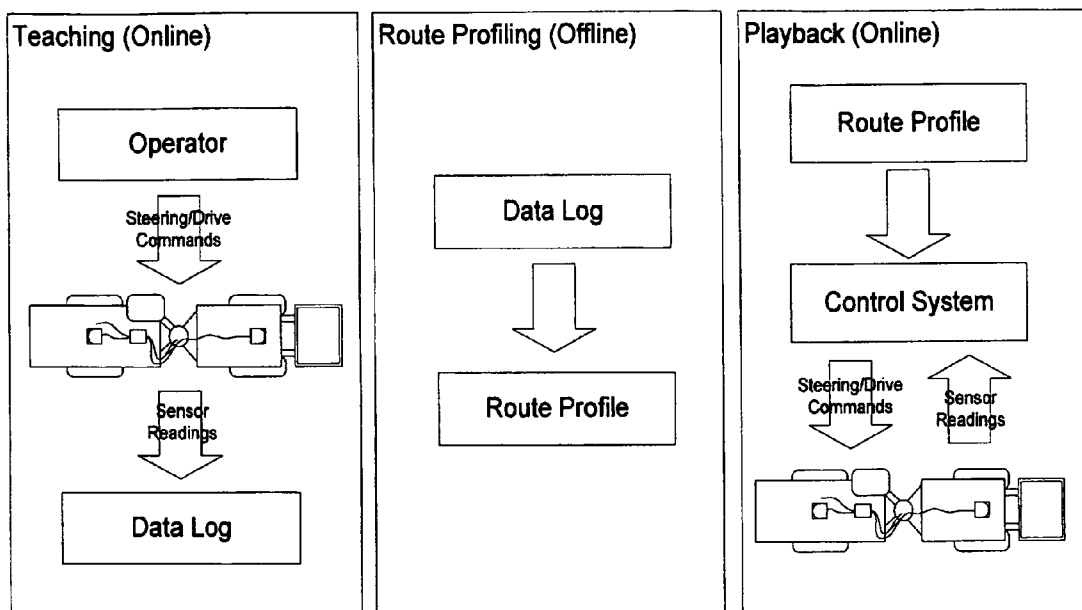 Teaching (Online)
Operator
Steering/Drive
Commands
Sensor
Readings
Data Log
Route Profiling (Offline)
Data Log
Route Profile
Playback (Online)
Route Profile
Control System
Steering/Drive
Commands
Sensor
Readings